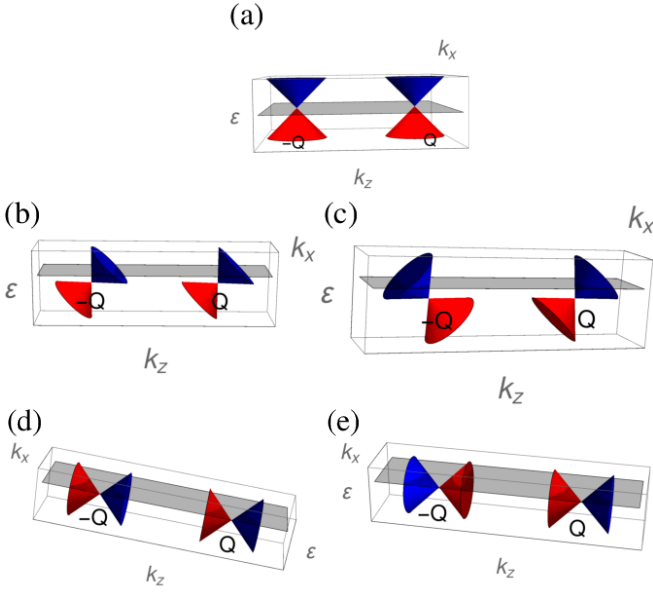 (a)
k_x
ε
−Q
Q
k_z
(b)
(c)
k_x
k_x
ε
−Q
Q
ε
−Q
Q
k_z
k_z
(d)
(e)
k_x
k_x
ε
−Q
Q
−Q
Q
ε
k_z
k_z